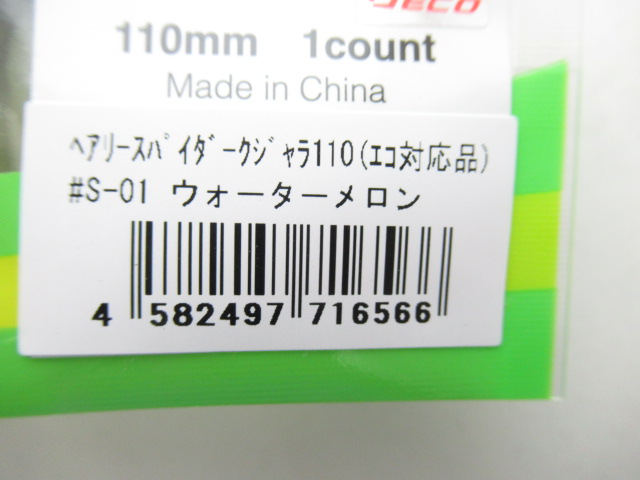 110mm 1count
Made in China
ﾍｱﾘｰｽﾊﾟｲﾀﾞｰｸｼﾞｬﾗ110(ｴｺ対応品)
#S-01 ウォーターメロン
4 582497 716566